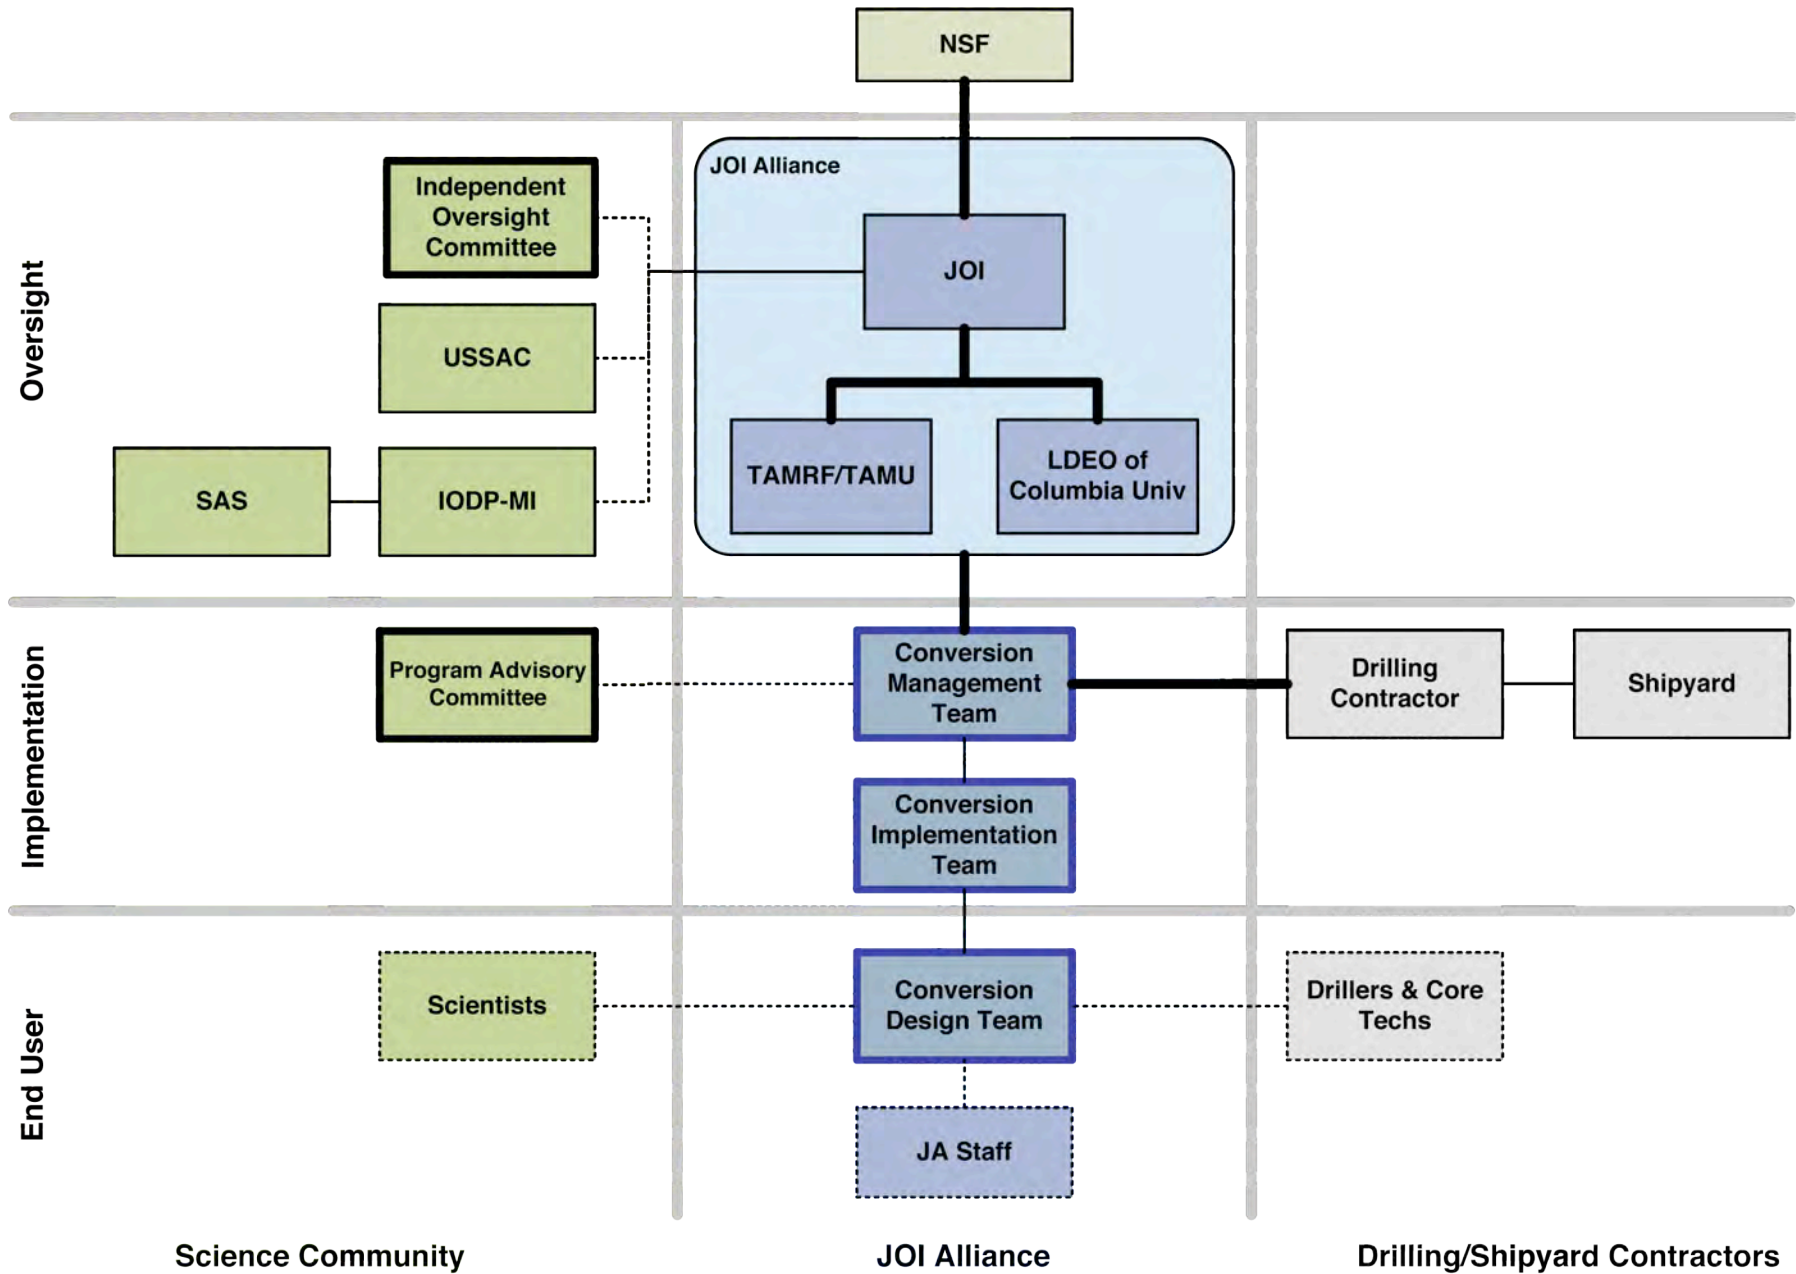 NSF
JOI Alliance
Independent
Oversight
Committee
JOI
Oversight
USSAC
SAS
IODP-MI
TAMRF/TAMU
LDEO of
Columbia Univ
Implementation
Program Advisory
Committee
Conversion
Management
Team
Drilling
Contractor
Shipyard
Conversion
Implementation
Team
End User
Scientists
Conversion
Design Team
Drillers & Core
Techs
JA Staff
Science Community
JOI Alliance
Drilling/Shipyard Contractors